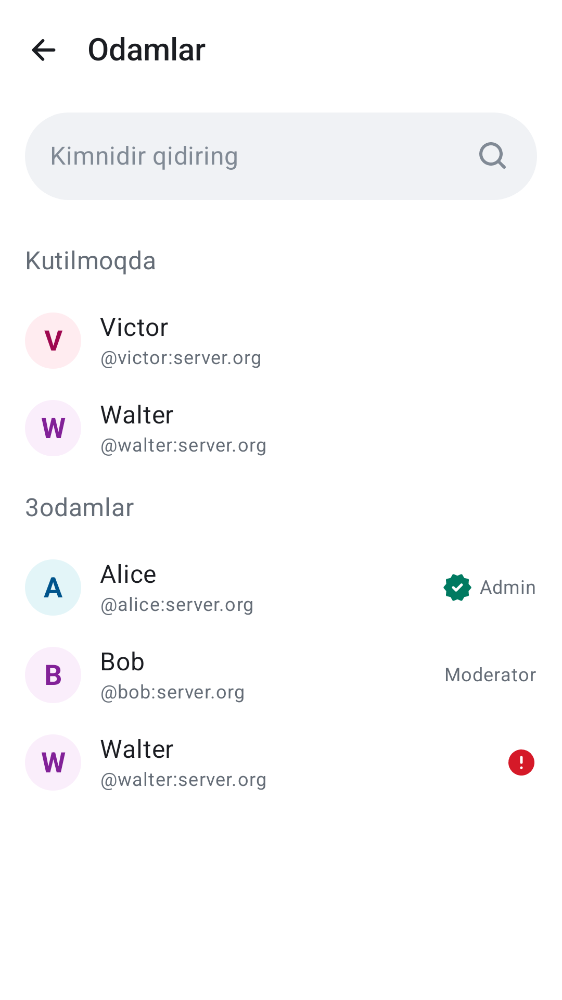 Odamlar
Kimnidir qidiring
Kutilmoqda
V
Victor
@victor:server.org
W
Walter
@walter:server.org
3odamlar
A
Alice
@alice:server.org
Admin
B
Bob
@bob:server.org
Moderator
W
Walter
@walter:server.org